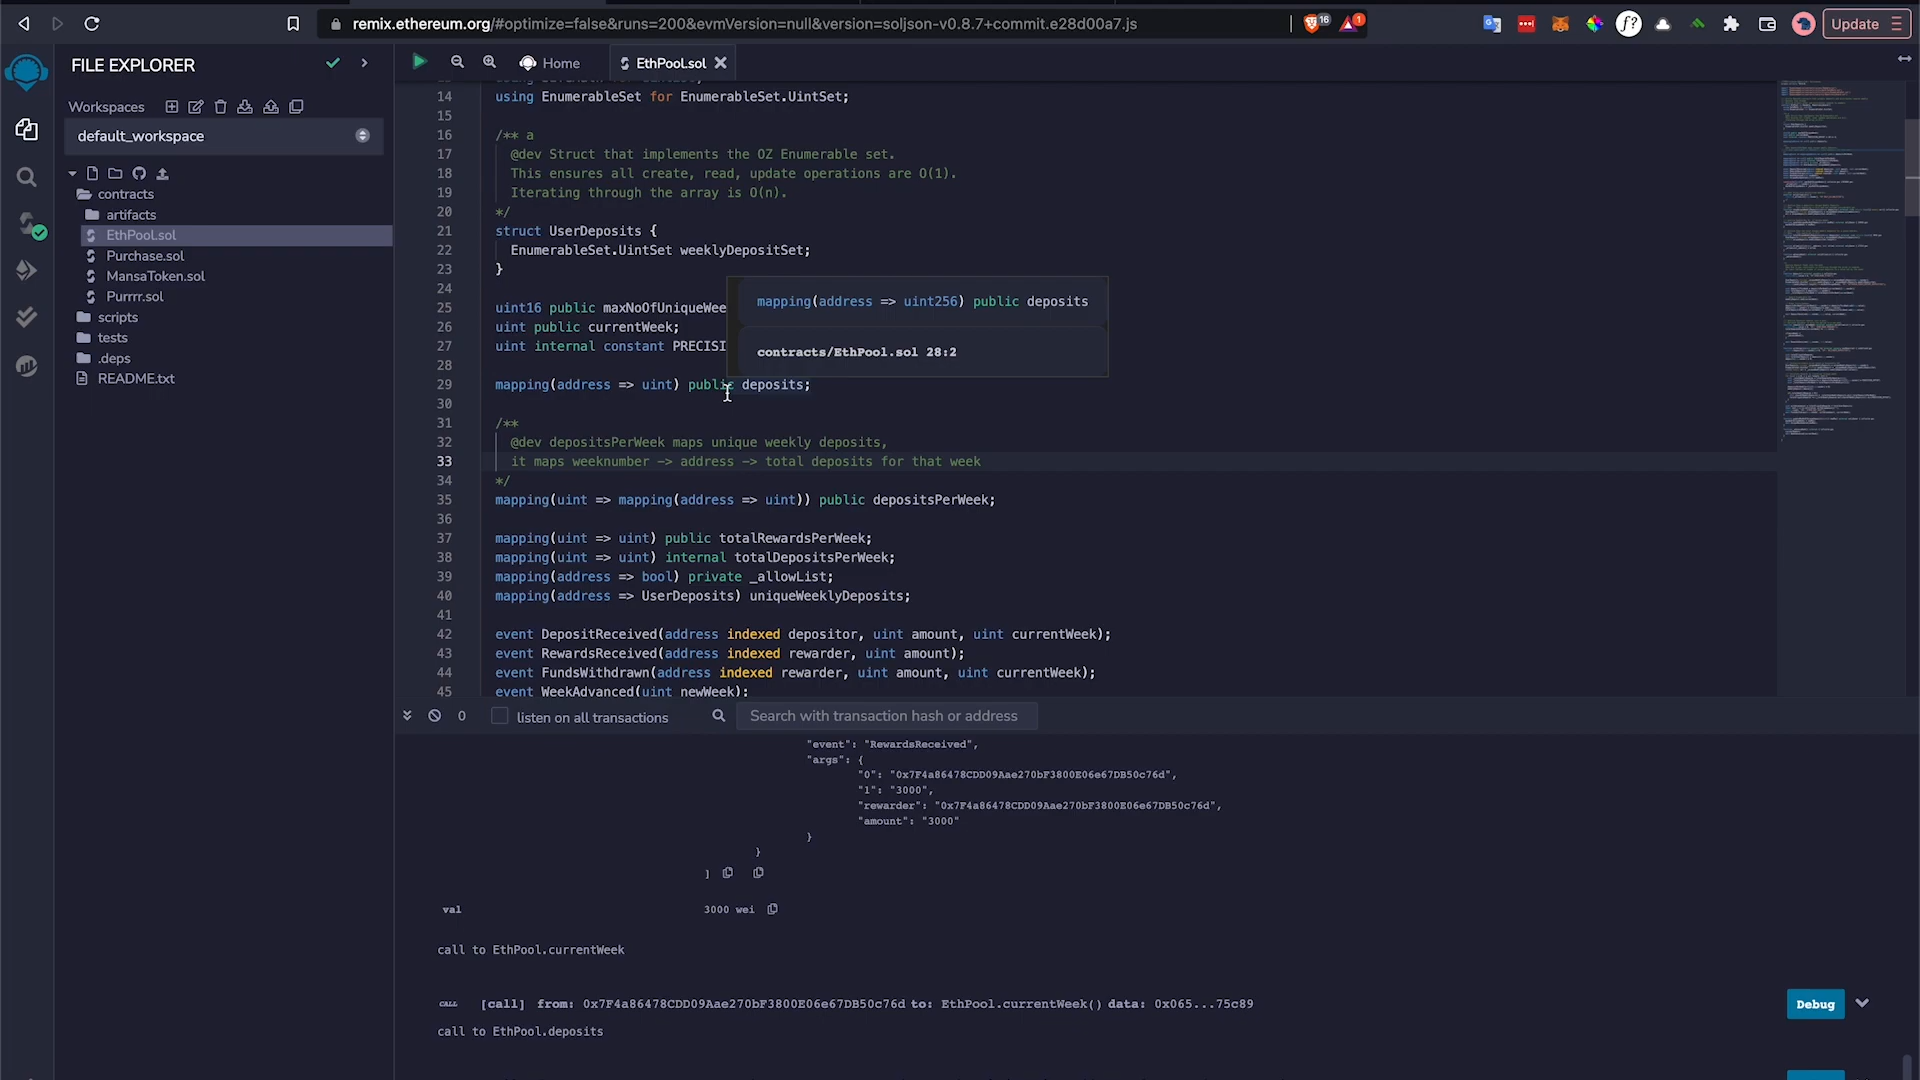 remix.ethereum.org/#optimize=false&runs=200&evmVersion=null&version=soljson-v0.8.7+commit.e28d00a7.js
16
1
f?
Update
FILE EXPLORER
Home
EthPool.sol
Workspaces
default_workspace
contracts
artifacts
EthPool.sol
Purchase.sol
MansaToken.sol
Purrrr.sol
scripts
tests
.deps
README.txt
14 using EnumerableSet for EnumerableSet.UintSet;
15
16 /** a
17 @dev Struct that implements the OZ Enumerable set.
18 This ensures all create, read, update operations are O(1).
19 Iterating through the array is O(n).
20 */
21 struct UserDeposits {
22 EnumerableSet.UintSet weeklyDepositSet;
23 }
24
25 uint16 public maxNoOfUniqueWee
26 uint public currentWeek;
27 uint internal constant PRECISI
28
29 mapping(address => uint) public deposits;
30
31 /**
32 @dev depositsPerWeek maps unique weekly deposits,
33 it maps weeknumber -> address -> total deposits for that week
34 */
35 mapping(uint => mapping(address => uint)) public depositsPerWeek;
36
37 mapping(uint => uint) public totalRewardsPerWeek;
38 mapping(uint => uint) internal totalDepositsPerWeek;
39 mapping(address => bool) private _allowList;
40 mapping(address => UserDeposits) uniqueWeeklyDeposits;
41
42 event DepositReceived(address indexed depositor, uint amount, uint currentWeek);
43 event RewardsReceived(address indexed rewarder, uint amount);
44 event FundsWithdrawn(address indexed rewarder, uint amount, uint currentWeek);
45 event WeekAdvanced(uint newWeek);
mapping(address => uint256) public deposits
contracts/EthPool.sol 28:2
0
listen on all transactions
Search with transaction hash or address
"event": "RewardsReceived",
"args": {
"0": "0x7F4a86478CDD09Aae270bF3800E06e67DB50c76d",
"1": "3000",
"rewarder": "0x7F4a86478CDD09Aae270bF3800E06e67DB50c76d",
"amount": "3000"
}
}
]
val 3000 wei
call to EthPool.currentWeek
CALL [call] from: 0x7F4a86478CDD09Aae270bF3800E06e67DB50c76d to: EthPool.currentWeek() data: 0x065...75c89
Debug
call to EthPool.deposits